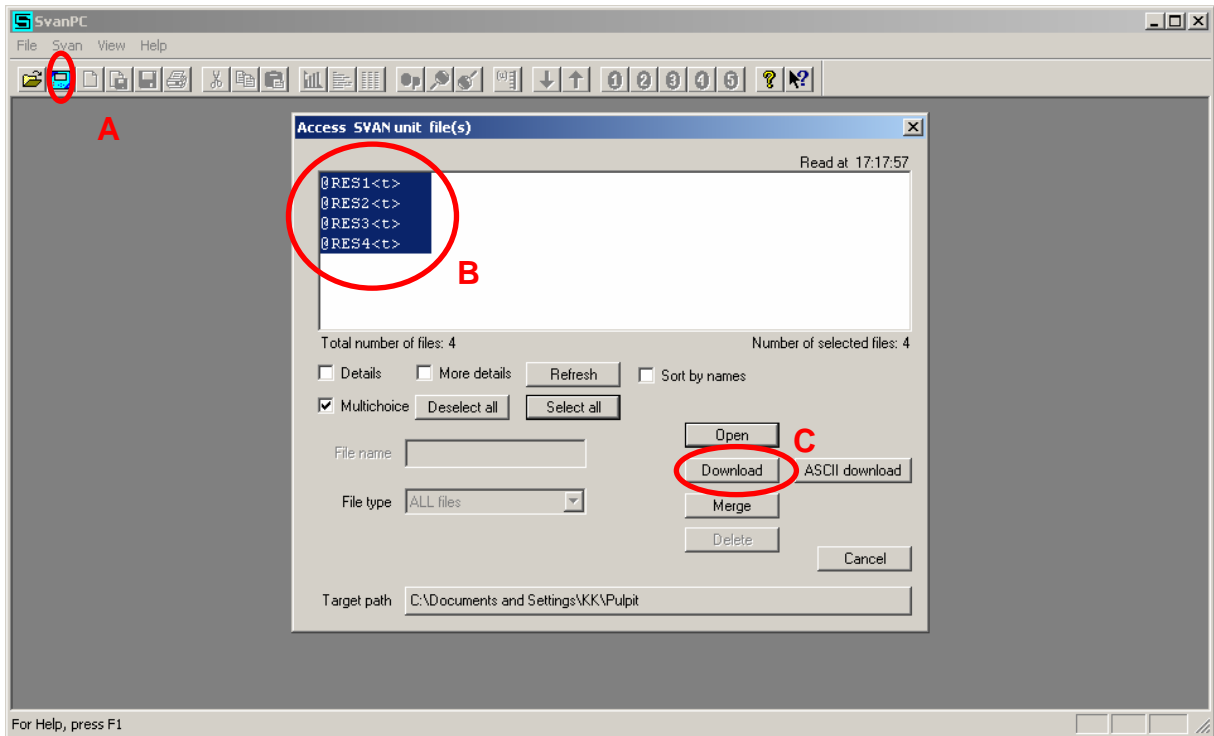 SvanPC
File Svan View Help
A
Access SVAN unit file(s)
Read at 17:17:57
@RES1<t>
@RES2<t>
@RES3<t>
@RES4<t>
B
Total number of files: 4 Number of selected files: 4
Details More details Refresh Sort by names
Multichoice Deselect all Select all
Open C
File name
Download ASCII download
File type ALL files
Merge
Delete
Cancel
Target path C:\Documents and Settings\KK\Pulpit
For Help, press F1